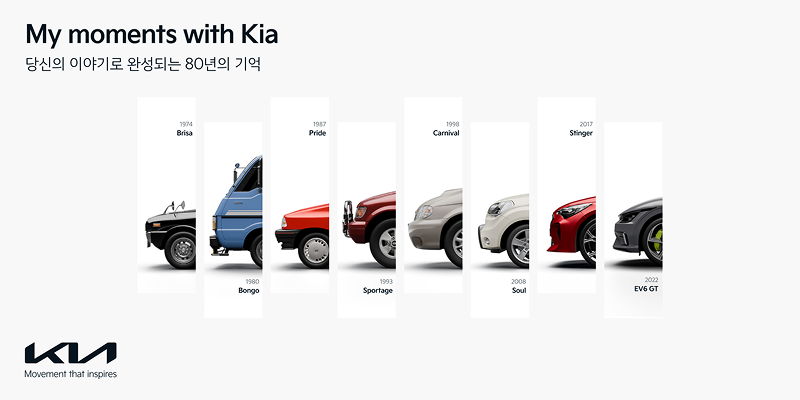 My moments with Kia
당신의 이야기로 완성되는 80년의 기억
1974
Brisa
1987
Pride
1998
Carnival
2017
Stinger
1980
Bongo
1993
Sportage
2008
Soul
2022
EV6 GT
KIA
Movement that inspires